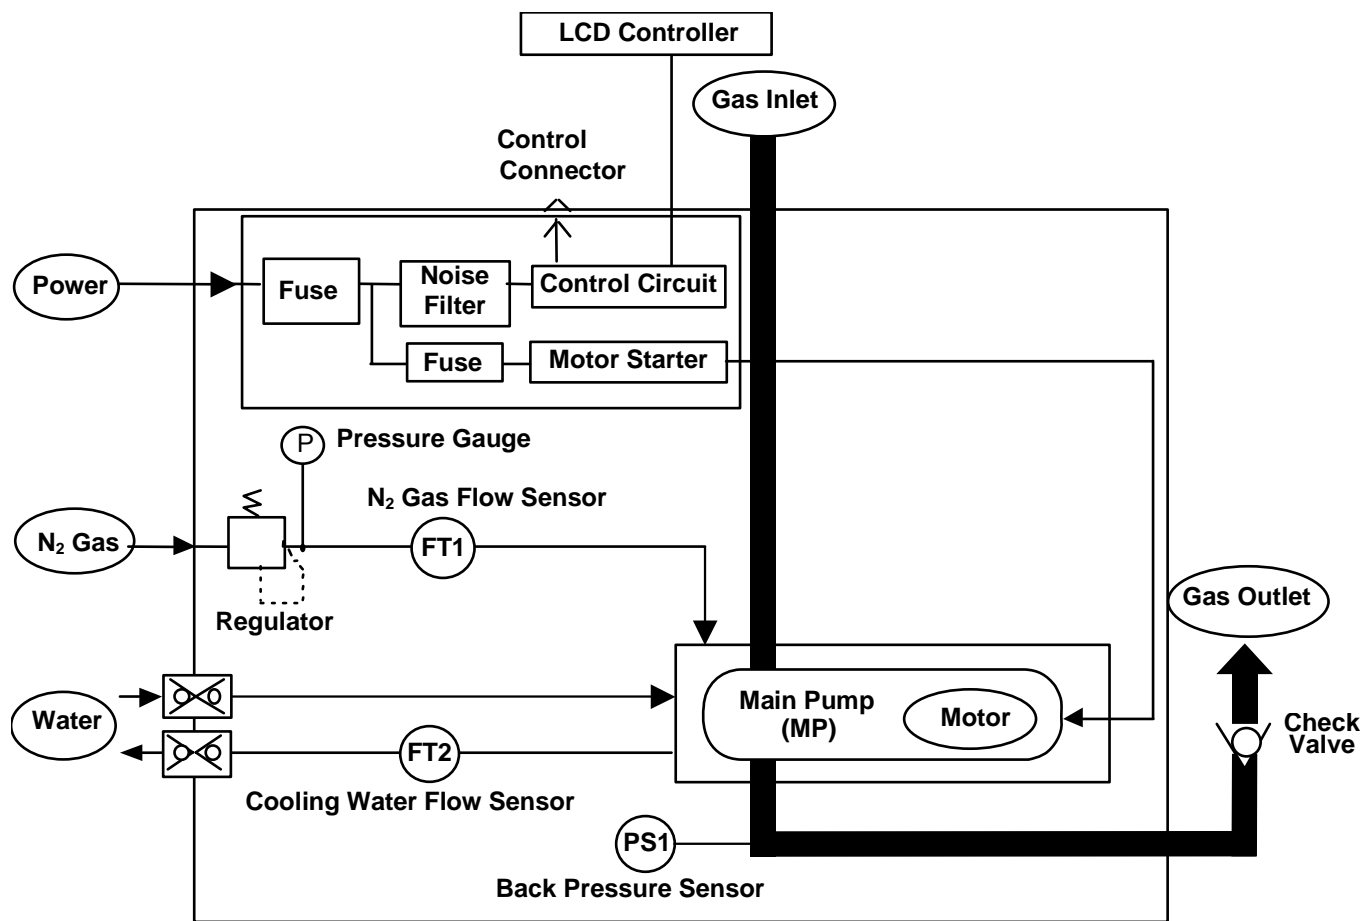 LCD Controller
Gas Inlet
Control
Connector
Power
Fuse
Noise
Filter
Control Circuit
Fuse
Motor Starter
P
Pressure Gauge
N₂ Gas Flow Sensor
N₂ Gas
FT1
Regulator
Gas Outlet
Water
Main Pump
(MP)
Motor
Check
Valve
FT2
Cooling Water Flow Sensor
PS1
Back Pressure Sensor